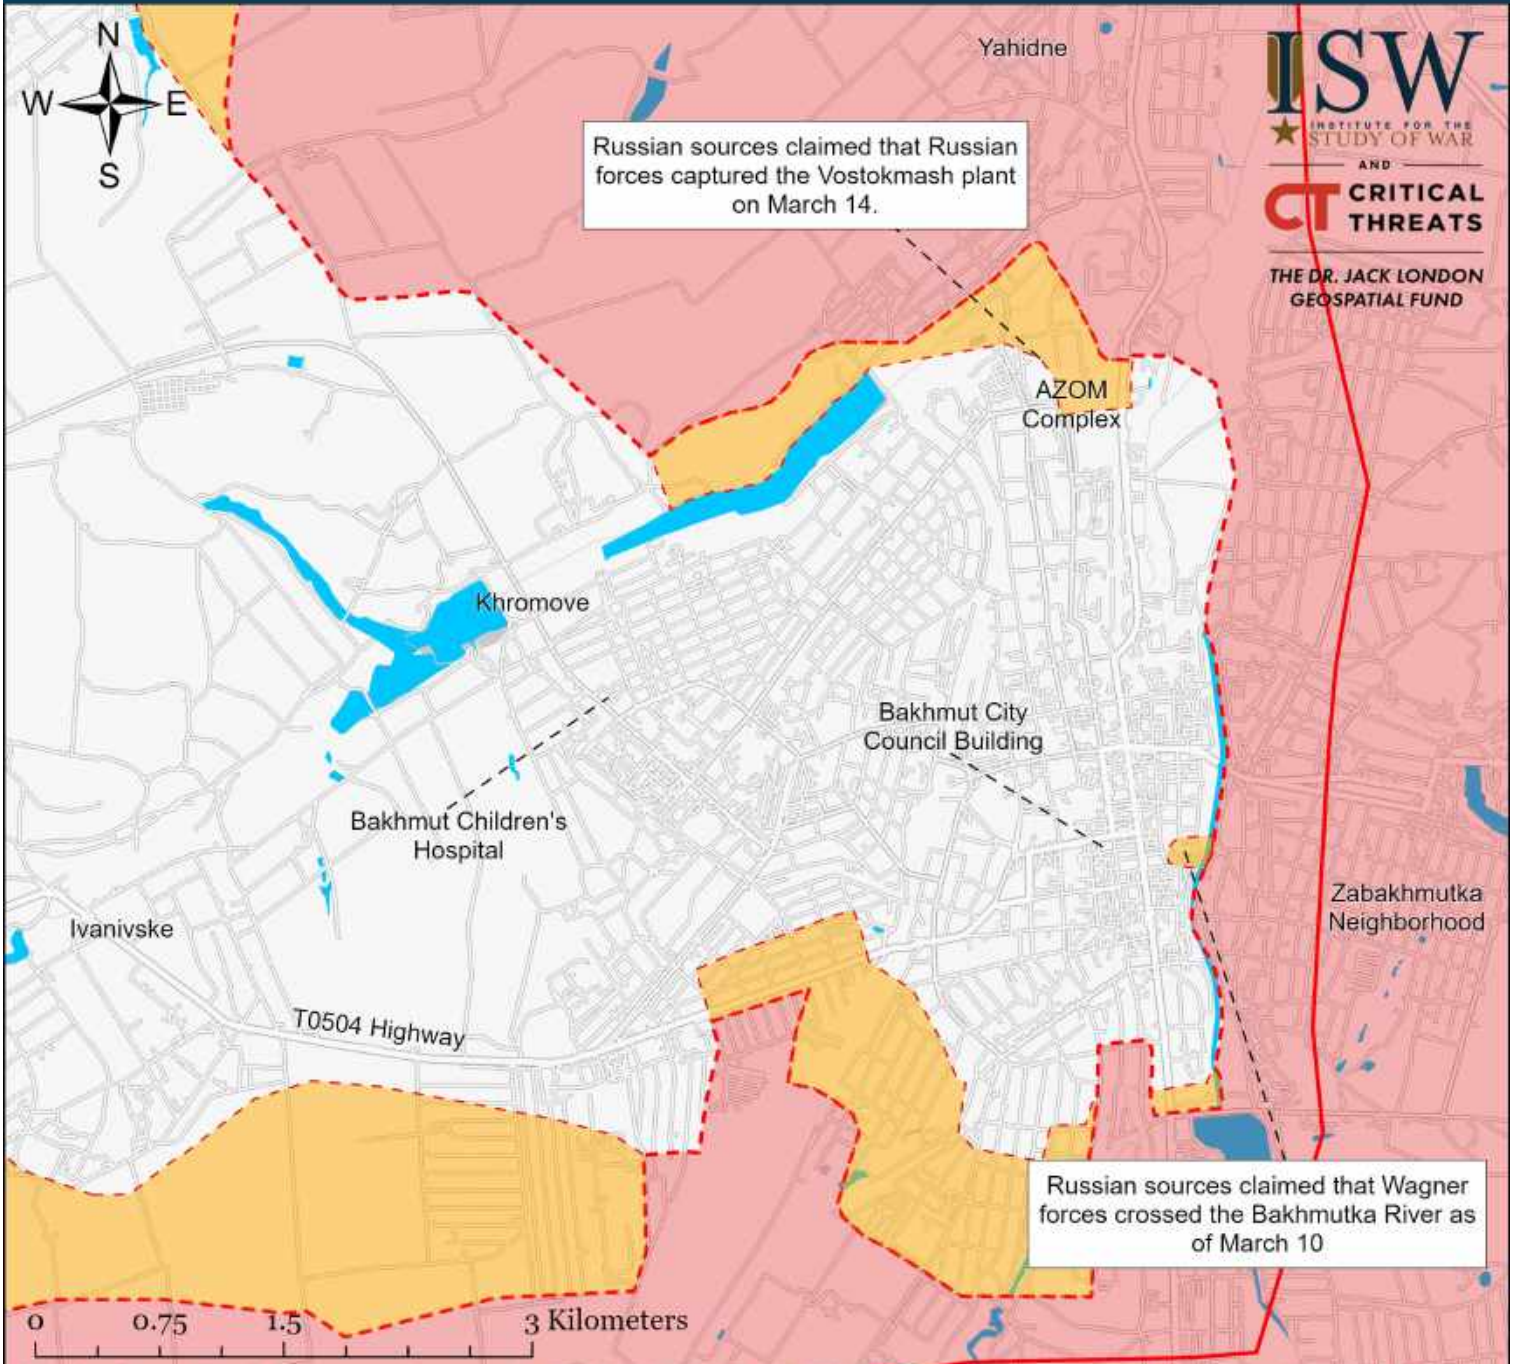 N
W
E
S
Yahidne
ISW
INSTITUTE FOR THE
STUDY OF WAR
AND
CT CRITICAL
THREATS
THE DR. JACK LONDON
GEOSPATIAL FUND
Russian sources claimed that Russian
forces captured the Vostokmash plant
on March 14.
AZOM
Complex
Khromove
Bakhmut City
Council Building
Bakhmut Children's
Hospital
Zabakhmutka
Neighborhood
Ivanivske
T0504 Highway
Russian sources claimed that Wagner
forces crossed the Bakhmutka River as
of March 10
0 0.75 1.5 3 Kilometers